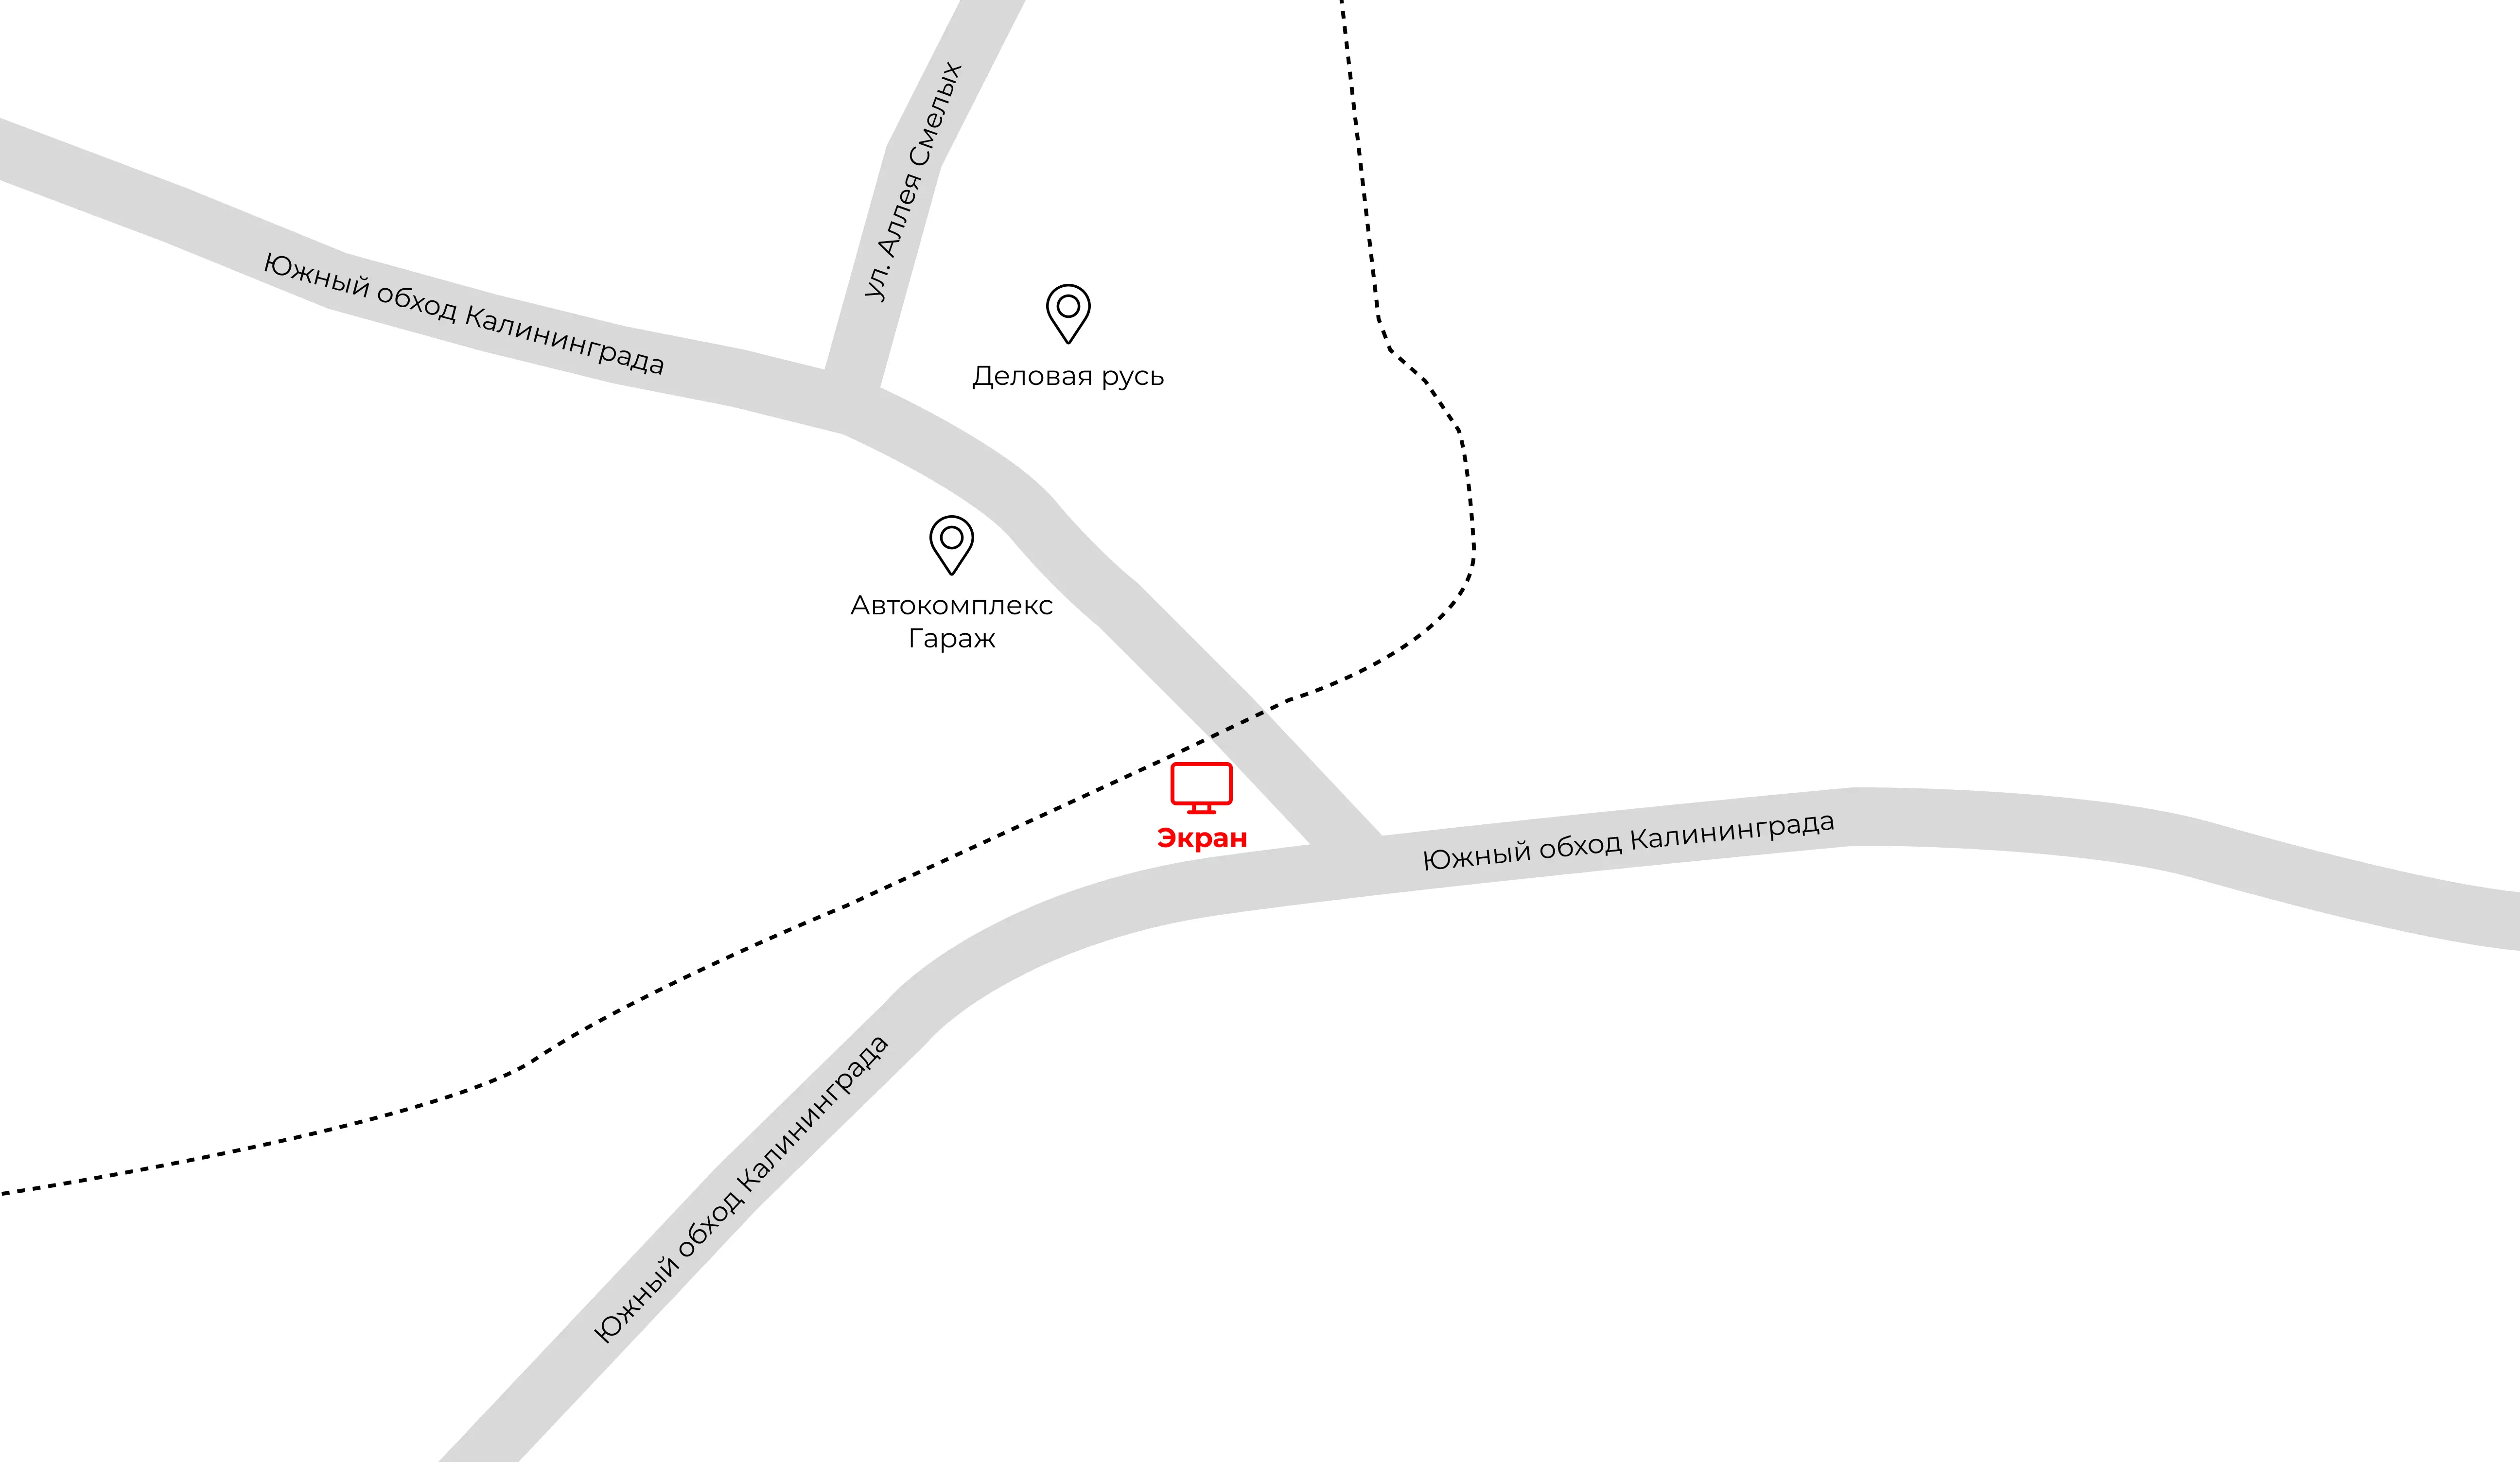 ул. Аллея Смелых
Южный обход Калининграда
Деловая русь
Автокомплекс
Гараж
Экран
Южный обход Калининграда
Южный обход Калининграда